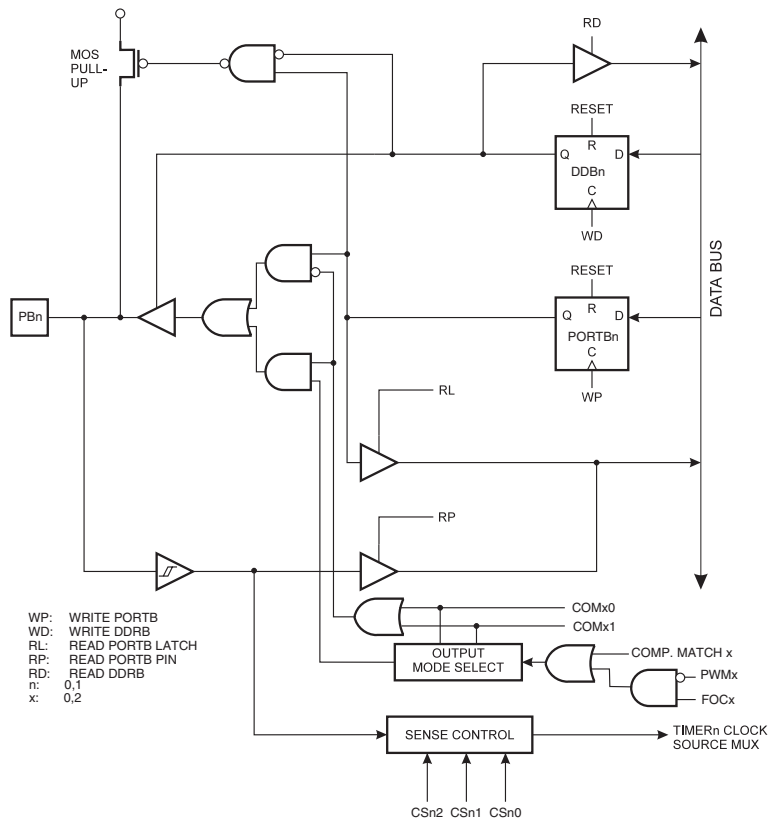 RD
MOS
PULL-
UP
RESET
R
Q
D
DDBn
C
WD
RESET
R
Q
D
PORTBn
C
WP
DATA BUS
PBn
RL
RP
WP: WRITE PORTB
WD: WRITE DDRB
RL: READ PORTB LATCH
RP: READ PORTB PIN
RD: READ DDRB
n: 0,1
x: 0,2
COMx0
COMx1
OUTPUT
MODE SELECT
COMP. MATCH x
PWMx
FOCx
SENSE CONTROL
TIMERn CLOCK
SOURCE MUX
CSn2 CSn1 CSn0